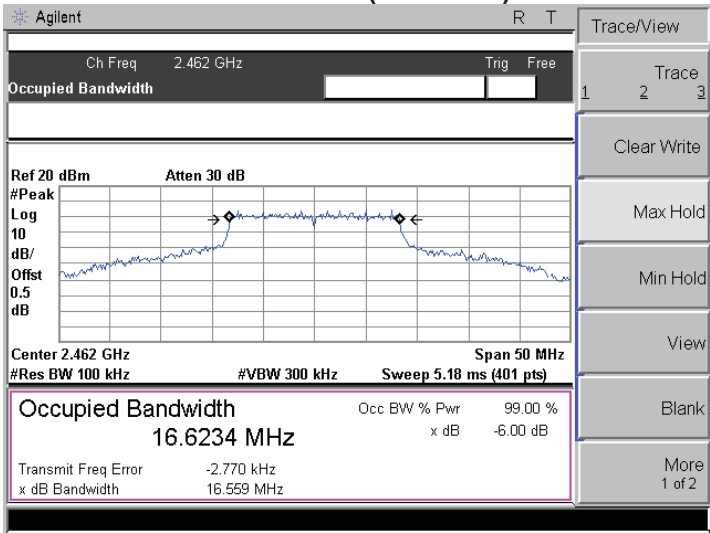 Agilent R T
Ch Freq 2.462 GHz Trig Free
Occupied Bandwidth
Ref 20 dBm Atten 30 dB
#Peak
Log
10
dB/
Offst
0.5
dB
Center 2.462 GHz Span 50 MHz
#Res BW 100 kHz #VBW 300 kHz Sweep 5.18 ms (401 pts)
Occupied Bandwidth Occ BW % Pwr 99.00 %
16.6234 MHz x dB -6.00 dB
Transmit Freq Error -2.770 kHz
x dB Bandwidth 16.559 MHz
Trace/View
Trace
1 2 3
Clear Write
Max Hold
Min Hold
View
Blank
More
1 of 2